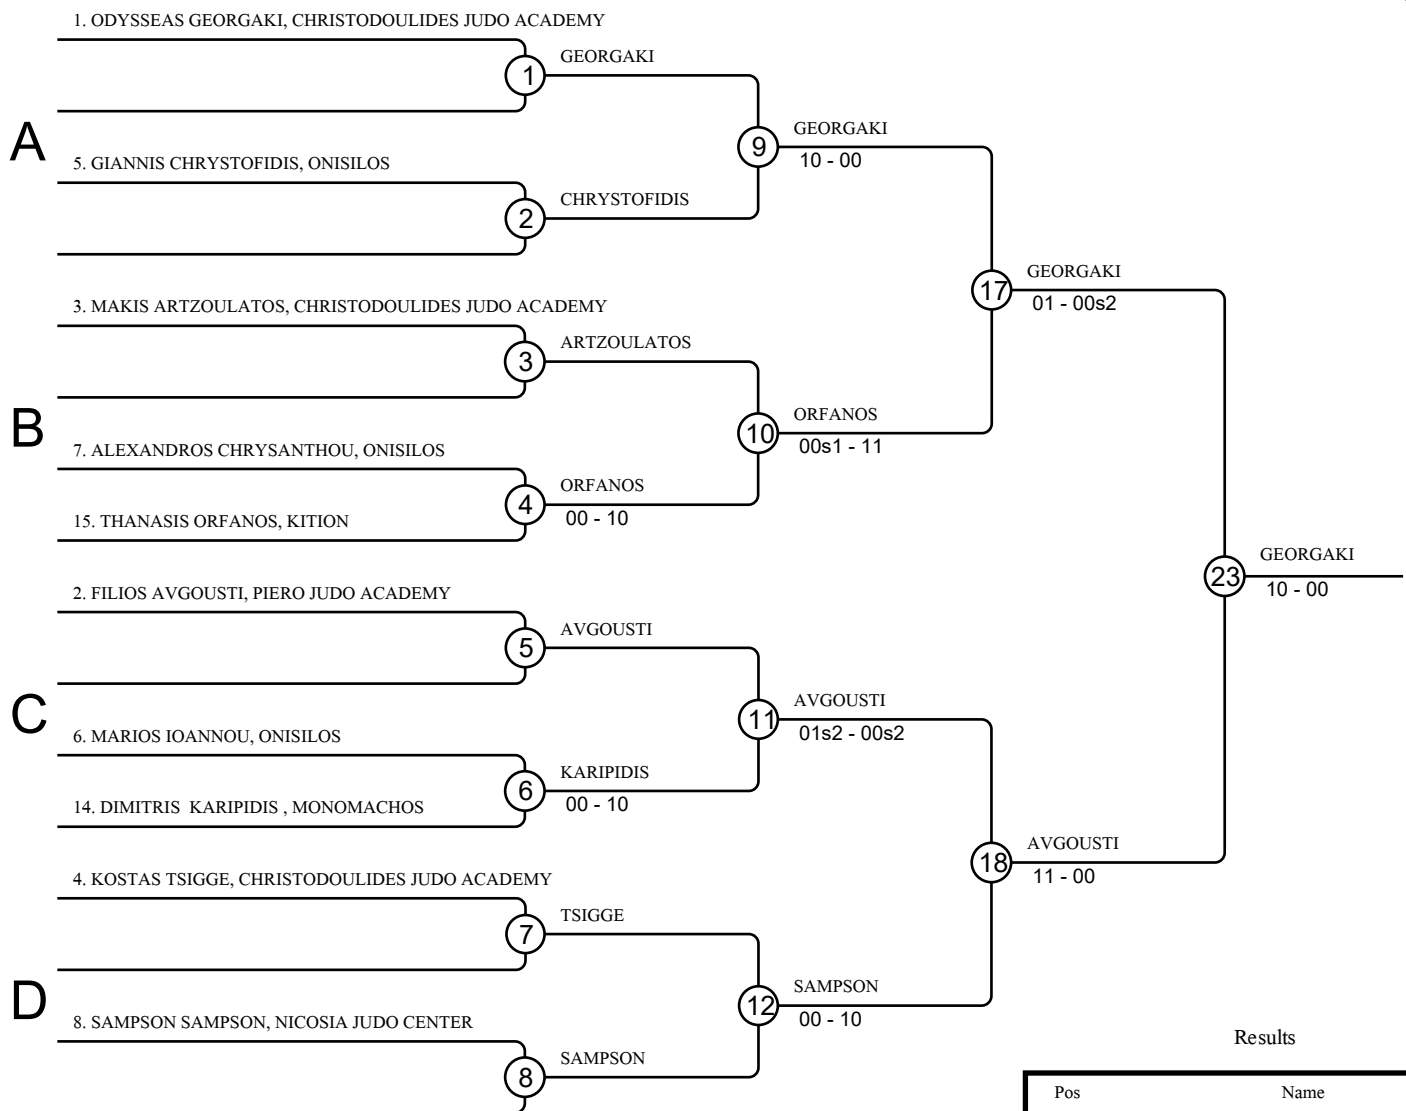 1. ODYSSEAS GEORGAKI, CHRISTODOULIDES JUDO ACADEMY
GEORGAKI
1
A
GEORGAKI
9
10 - 00
5. GIANNIS CHRYSTOFIDIS, ONISILOS
CHRYSTOFIDIS
2
GEORGAKI
17
01 - 00s2
3. MAKIS ARTZOULATOS, CHRISTODOULIDES JUDO ACADEMY
ARTZOULATOS
3
B
ORFANOS
10
00s1 - 11
7. ALEXANDROS CHRYSANTHOU, ONISILOS
ORFANOS
4
00 - 10
15. THANASIS ORFANOS, KITION
GEORGAKI
23
10 - 00
2. FILIOS AVGOUSTI, PIERO JUDO ACADEMY
AVGOUSTI
5
C
AVGOUSTI
11
01s2 - 00s2
6. MARIOS IOANNOU, ONISILOS
KARIPIDIS
6
00 - 10
14. DIMITRIS  KARIPIDIS , MONOMACHOS
AVGOUSTI
18
11 - 00
4. KOSTAS TSIGGE, CHRISTODOULIDES JUDO ACADEMY
TSIGGE
7
D
SAMPSON
12
00 - 10
8. SAMPSON SAMPSON, NICOSIA JUDO CENTER
SAMPSON
8
Results
Pos Name